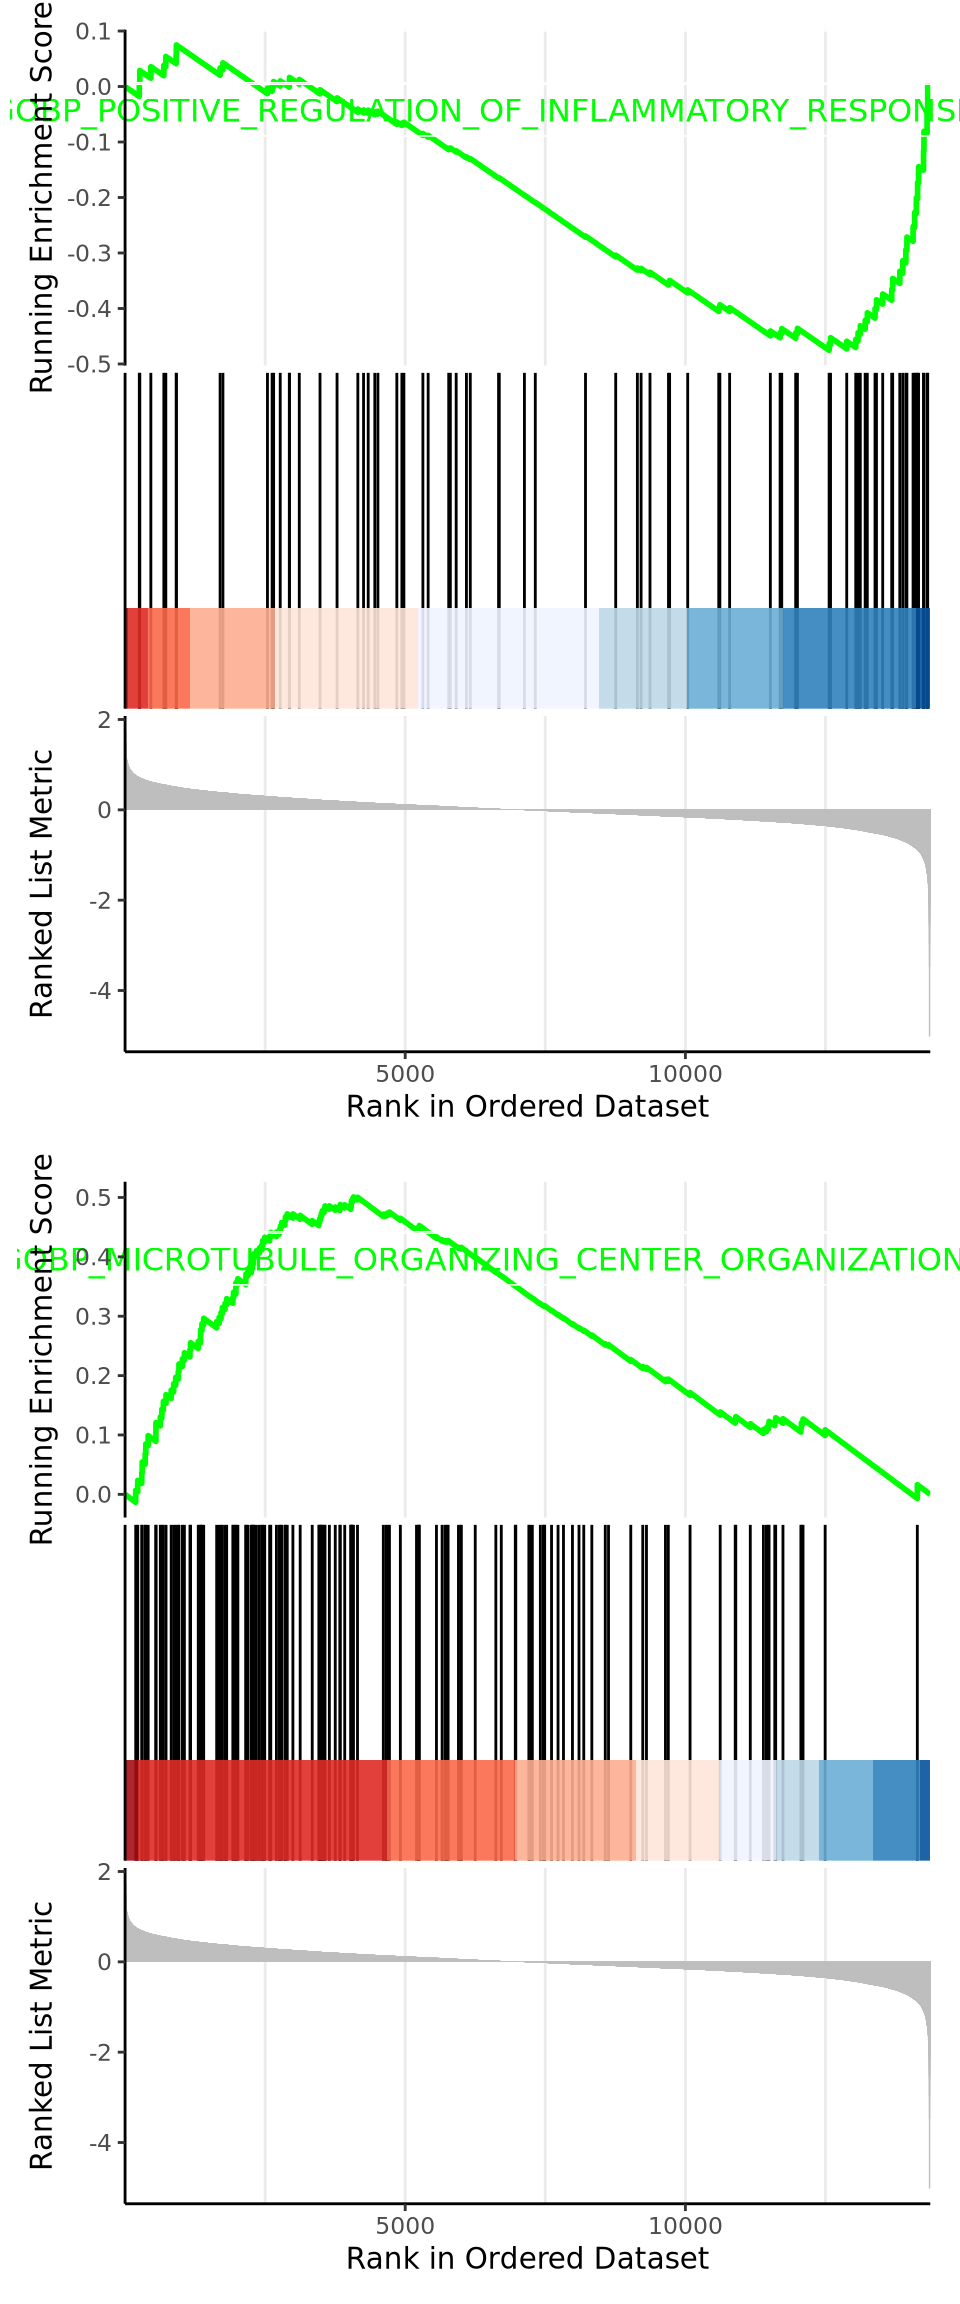 Running Enrichment Score
0.1
0.0
-0.1
-0.2
-0.3
-0.4
-0.5
GOBP_POSITIVE_REGULATION_OF_INFLAMMATORY_RESPONSE
Ranked List Metric
2
0
-2
-4
5000 10000
Rank in Ordered Dataset
Running Enrichment Score
0.5
0.4
0.3
0.2
0.1
0.0
GOBP_MICROTUBULE_ORGANIZING_CENTER_ORGANIZATION
Ranked List Metric
2
0
-2
-4
5000 10000
Rank in Ordered Dataset